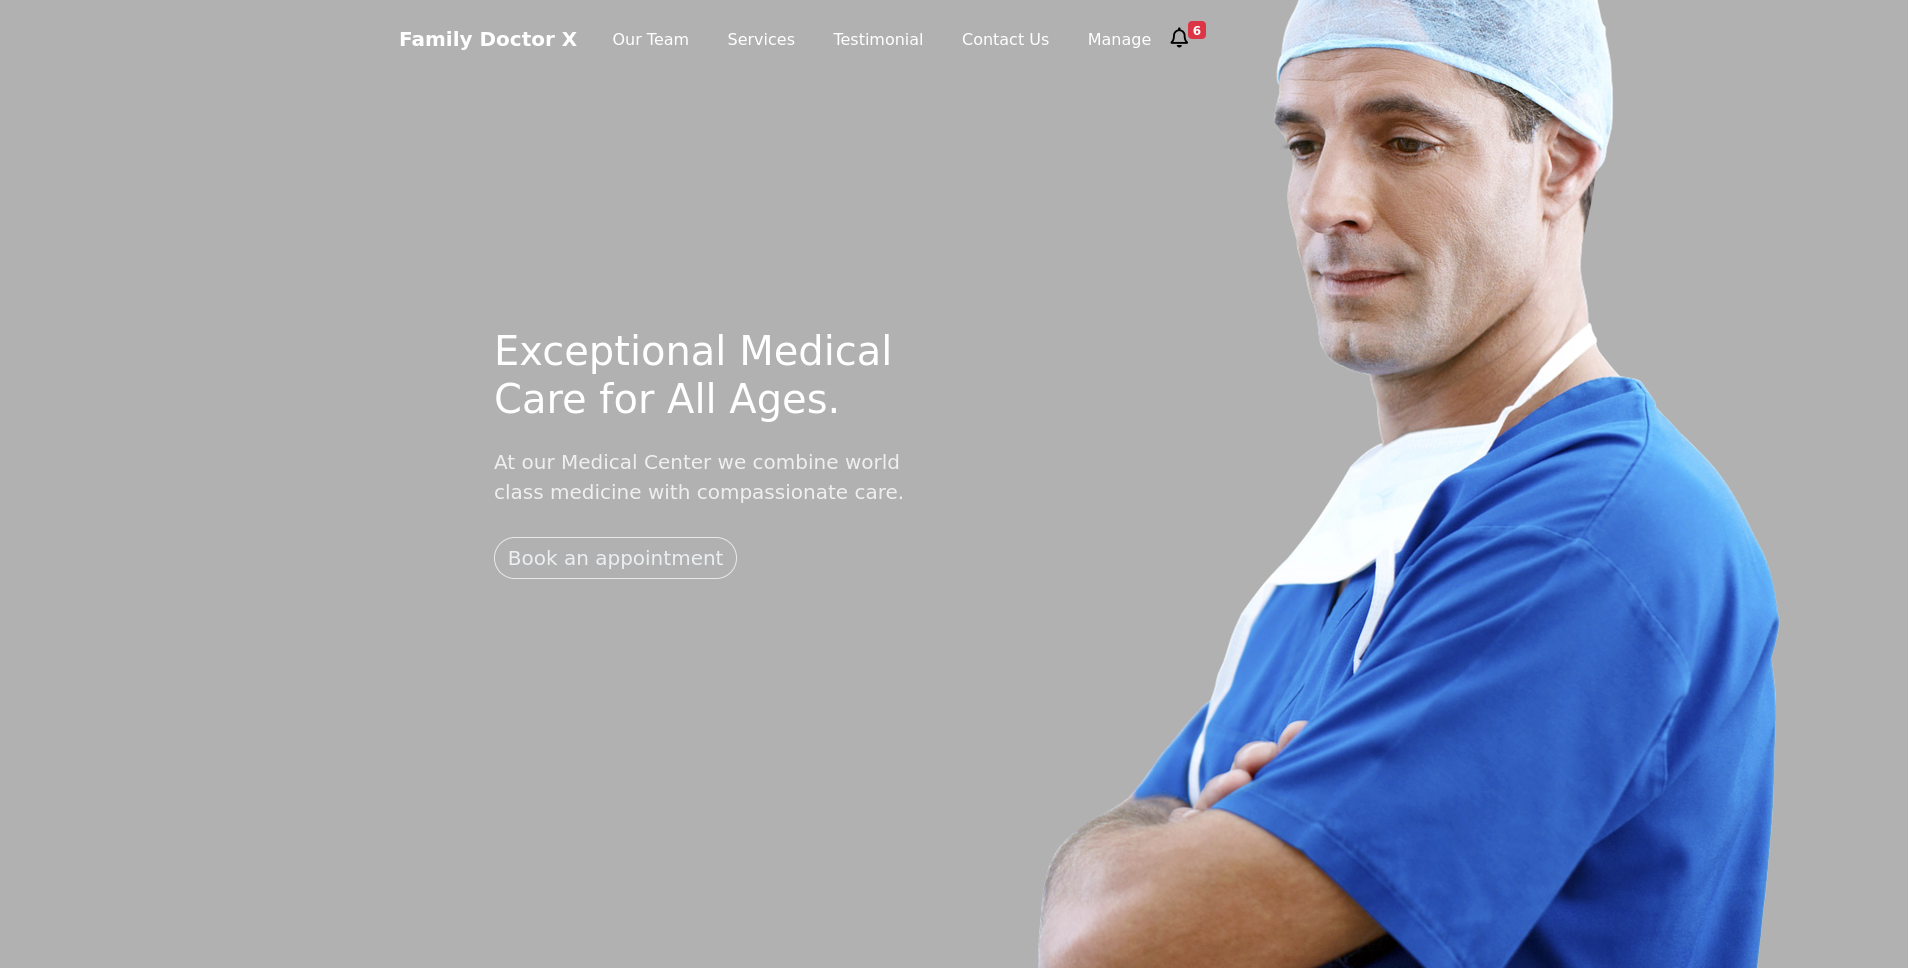 Family Doctor X Our Team Services Testimonial Contact Us Manage 6
Exceptional Medical
Care for All Ages.
At our Medical Center we combine world
class medicine with compassionate care.
Book an appointment